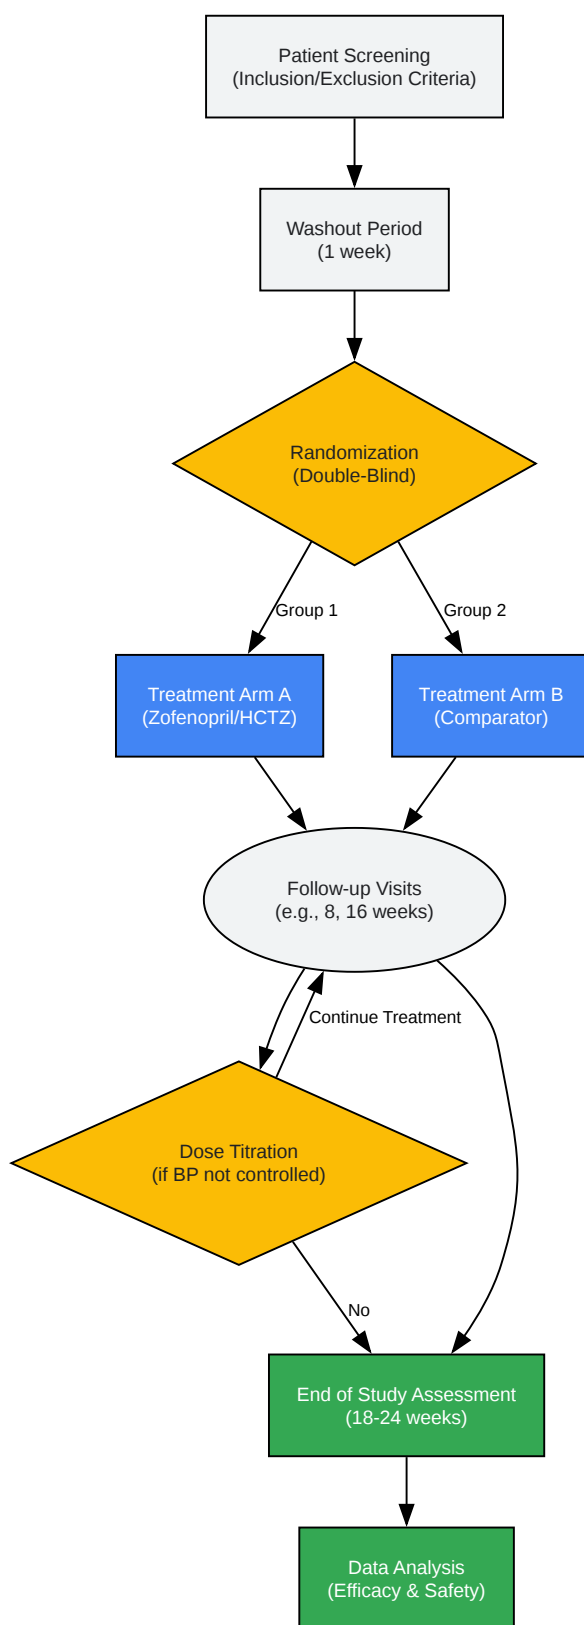 Patient Screening
(Inclusion/Exclusion Criteria)
Washout Period
(1 week)
Randomization
(Double-Blind)
Group 1
Group 2
Treatment Arm A
(Zofenopril/HCTZ)
Treatment Arm B
(Comparator)
Follow-up Visits
(e.g., 8, 16 weeks)
Continue Treatment
Dose Titration
(if BP not controlled)
No
End of Study Assessment
(18-24 weeks)
Data Analysis
(Efficacy & Safety)